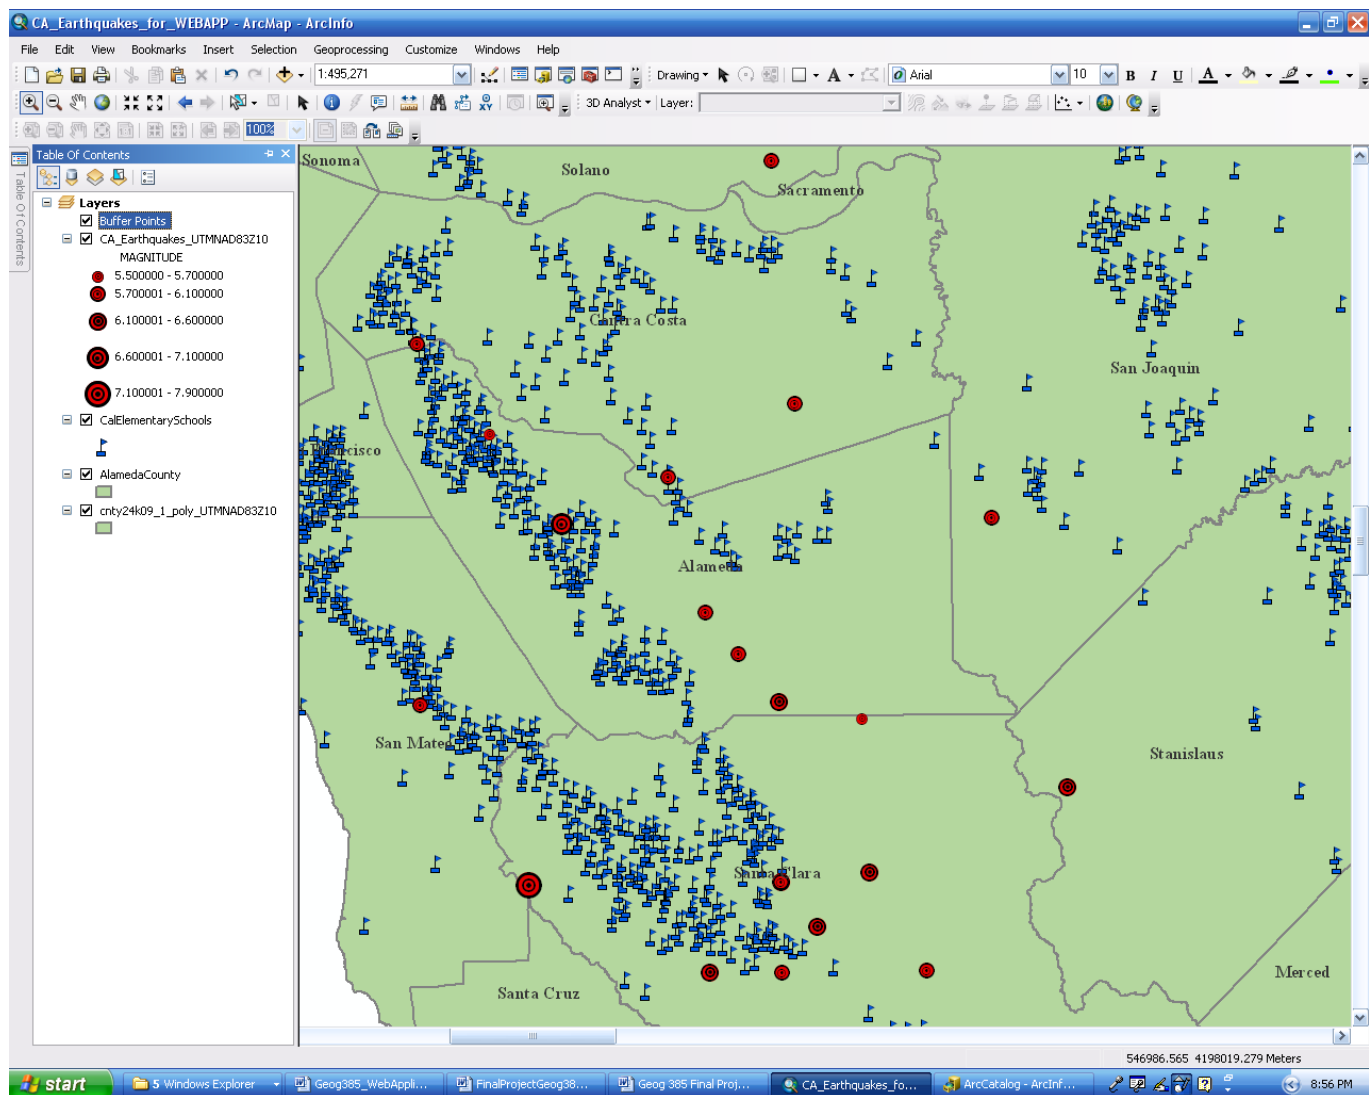 CA_Earthquakes_for_WEBAPP - ArcMap - ArcInfo
File Edit View Bookmarks Insert Selection Geoprocessing Customize Windows Help
1:495,271 Drawing A Arial 10 B I U A
3D Analyst Layer:
100%
Table Of Contents
Table Of Contents
Layers
Buffer Points
CA_Earthquakes_UTMNAD83Z10
MAGNITUDE
5.500000 - 5.700000
5.700001 - 6.100000
6.100001 - 6.600000
6.600001 - 7.100000
7.100001 - 7.900000
CalElementarySchools
AlamedaCounty
cnty24k09_1_poly_UTMNAD83Z10
Sonoma
Solano
Sacramento
Contra Costa
San Joaquin
Alameda
San Mateo
Stanislaus
Santa Clara
Merced
Santa Cruz
546986.565 4198019.279 Meters
start 5 Windows Explorer Geog385_WebAppli... FinalProjectGeog38... Geog 385 Final Proj... CA_Earthquakes_fo... ArcCatalog - ArcInf... 8:56 PM